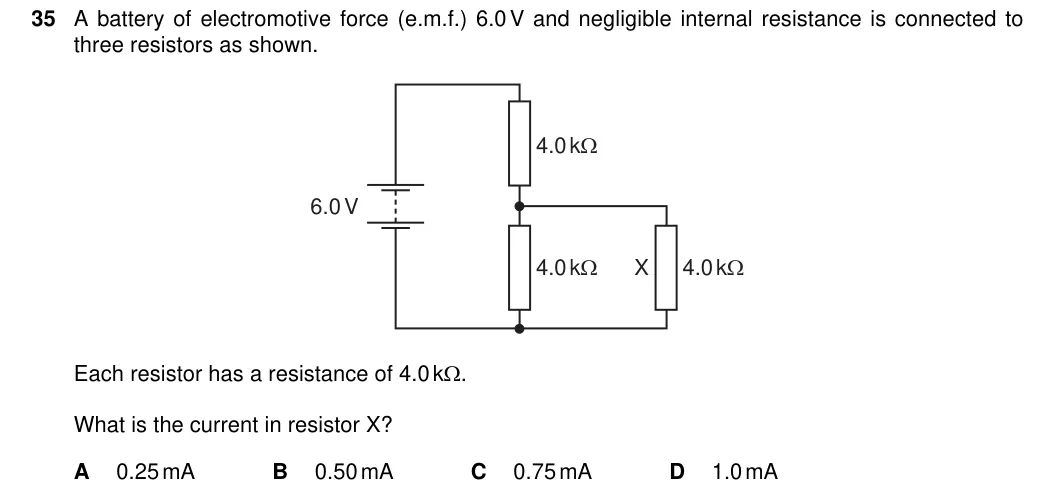 35 A battery of electromotive force (e.m.f.) 6.0 V and negligible internal resistance is connected to
three resistors as shown.
4.0 kΩ
6.0 V
4.0 kΩ X 4.0 kΩ
Each resistor has a resistance of 4.0 kΩ.
What is the current in resistor X?
A 0.25 mA B 0.50 mA C 0.75 mA D 1.0 mA